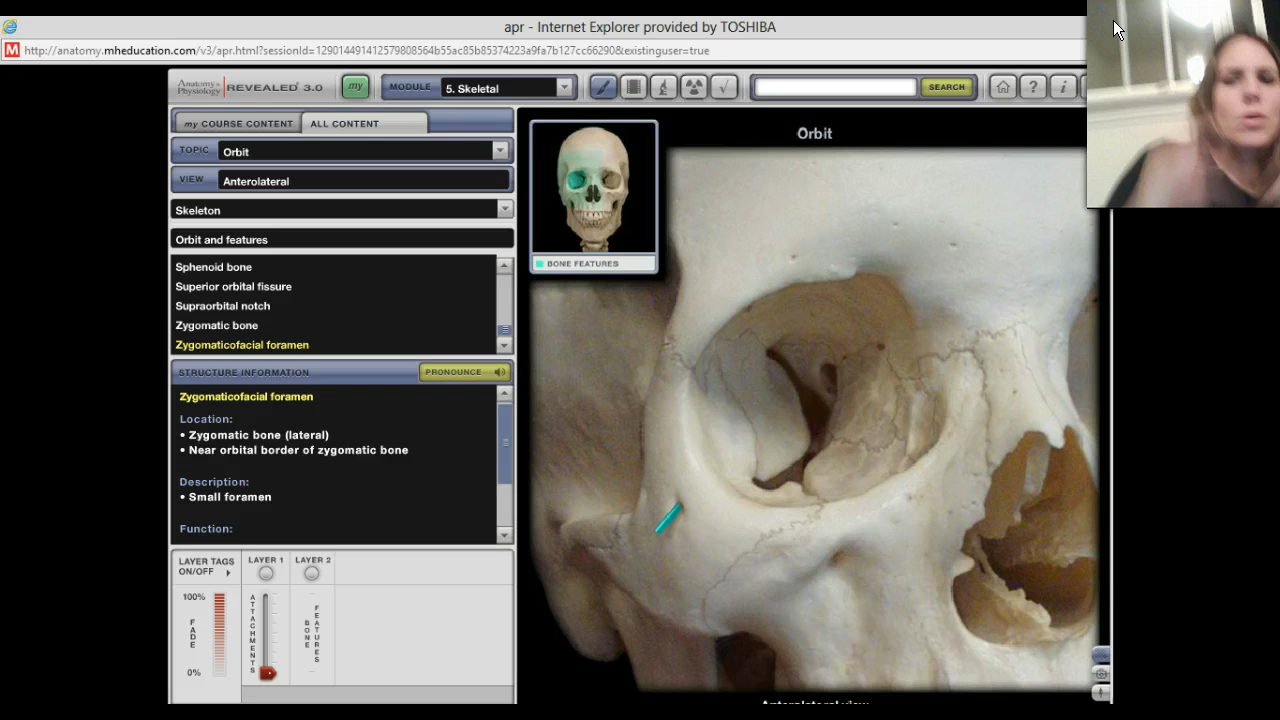 apr - Internet Explorer provided by TOSHIBA
M http://anatomy.mheducation.com/v3/apr.html?sessionId=129014491412579808564b55ac85b85374223a9fa7b127cc66290&existinguser=true
Anatomy & Physiology REVEALED 3.0
my
MODULE 5. Skeletal
SEARCH
?
i
my COURSE CONTENT
ALL CONTENT
TOPIC Orbit
VIEW Anterolateral
Skeleton
Orbit and features
Sphenoid bone
Superior orbital fissure
Supraorbital notch
Zygomatic bone
Zygomaticofacial foramen
STRUCTURE INFORMATION
PRONOUNCE
Zygomaticofacial foramen
Location:
• Zygomatic bone (lateral)
• Near orbital border of zygomatic bone
Description:
• Small foramen
Function:
LAYER TAGS
ON/OFF
LAYER 1
LAYER 2
100%
FADE
0%
ATTACHMENTS
BONE FEATURES
BONE FEATURES
Orbit
Anterolateral view